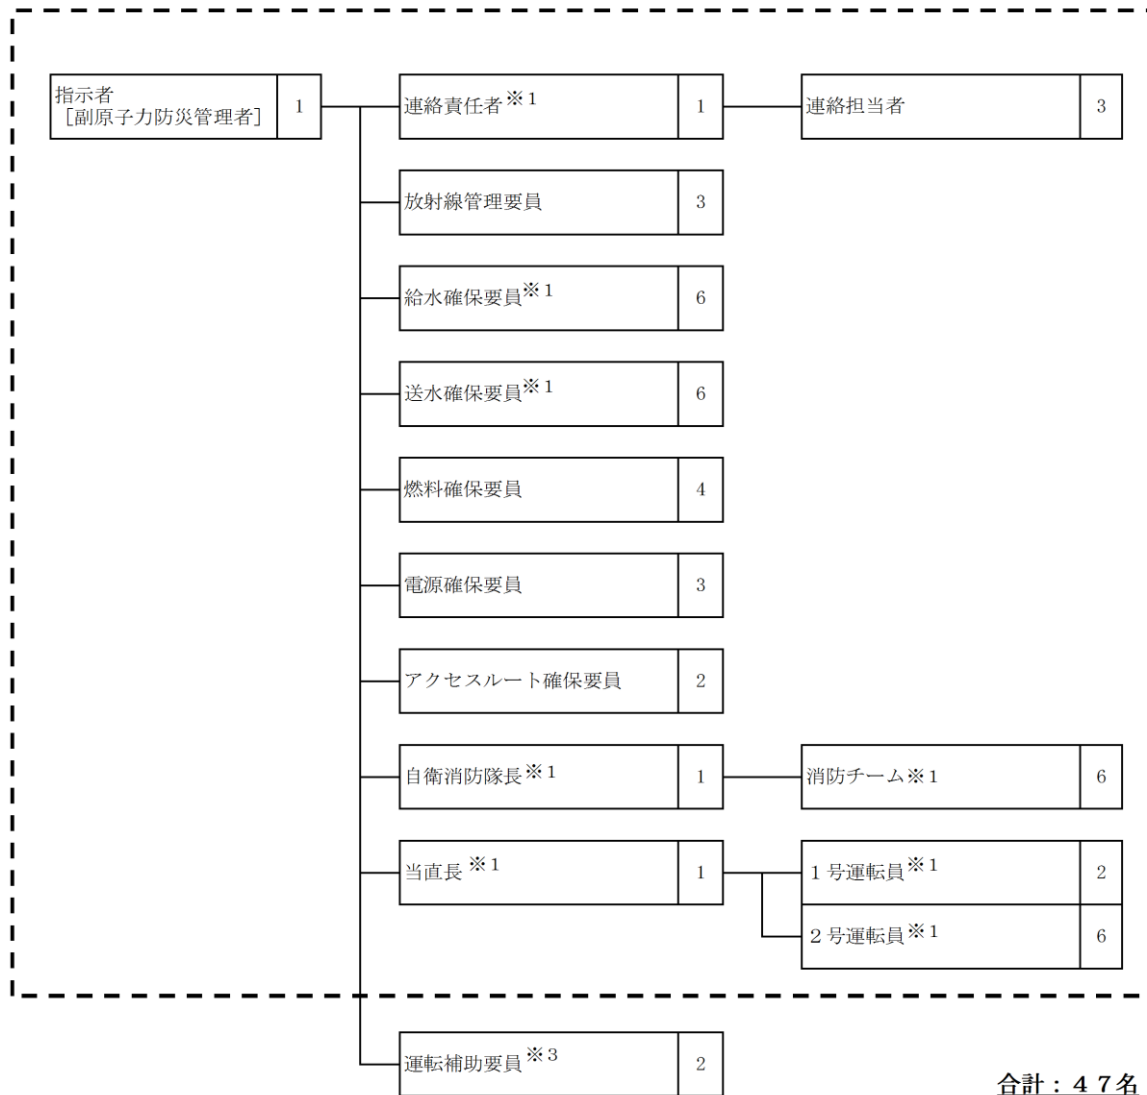 指示者
［副原子力防災管理者］
1
連絡責任者※１
1
連絡担当者
3
放射線管理要員
3
給水確保要員※１
6
送水確保要員※１
6
燃料確保要員
4
電源確保要員
3
アクセスルート確保要員
2
自衛消防隊長※１
1
消防チーム※１
6
当直長※１
1
１号運転員※１
2
２号運転員※１
6
運転補助要員※３
2
合計：４７名